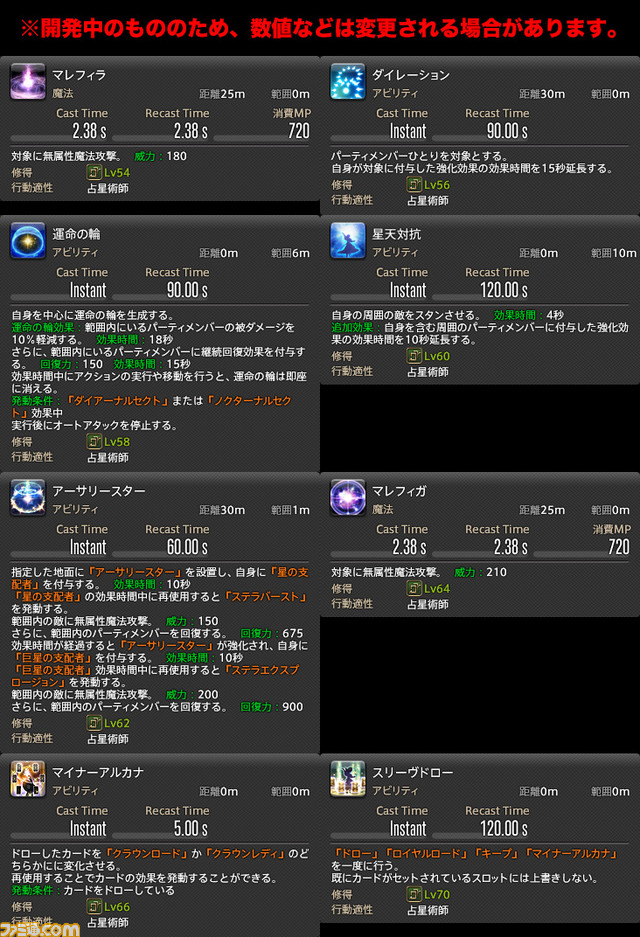 ※開発中のもののため、数値などは変更される場合があります。
マレフィラ
魔法 距離25m 範囲0m
Cast Time Recast Time 消費MP
2.38 s 2.38 s 720
対象に無属性魔法攻撃。 威力：180
修得 Lv54
行動適性 占星術師
ダイレーション
アビリティ 距離30m 範囲0m
Cast Time Recast Time
Instant 90.00 s
パーティメンバーひとりを対象とする。
自身が対象に付与した強化効果の効果時間を15秒延長する。
修得 Lv56
行動適性 占星術師
運命の輪
アビリティ 距離0m 範囲6m
Cast Time Recast Time
Instant 90.00 s
自身を中心に運命の輪を生成する。
運命の輪効果：範囲内にいるパーティメンバーの被ダメージを
10％軽減する。 効果時間：18秒
さらに、範囲内にいるパーティメンバーに継続回復効果を付与す
る。 回復力：150 効果時間：15秒
効果時間中にアクションの実行や移動を行うと、運命の輪は即座
に消える。
発動条件：「ダイアーナルセクト」または「ノクターナルセク
ト」効果中
実行後にオートアタックを停止する。
修得 Lv58
行動適性 占星術師
星天対抗
アビリティ 距離0m 範囲10m
Cast Time Recast Time
Instant 120.00 s
自身の周囲の敵をスタンさせる。 効果時間：4秒
追加効果：自身を含む周囲のパーティメンバーに付与した強化効
果の効果時間を10秒延長する。
修得 Lv60
行動適性 占星術師
アーサリースター
アビリティ 距離30m 範囲1m
Cast Time Recast Time
Instant 60.00 s
指定した地面に「アーサリースター」を設置し、自身に「星の支
配者」を付与する。 効果時間：10秒
「星の支配者」の効果時間中に再使用すると「ステラバースト」
を発動する。
範囲内の敵に無属性魔法攻撃。 威力：150
さらに、範囲内のパーティメンバーを回復する。 回復力：675
効果時間が経過すると「アーサリースター」が強化され、自身に
「巨星の支配者」を付与する。 効果時間：10秒
「巨星の支配者」効果時間中に再使用すると「ステラエクスプ
ロージョン」を発動する。
範囲内の敵に無属性魔法攻撃。 威力：200
さらに、範囲内のパーティメンバーを回復する。 回復力：900
修得 Lv62
行動適性 占星術師
マレフィガ
魔法 距離25m 範囲0m
Cast Time Recast Time 消費MP
2.38 s 2.38 s 720
対象に無属性魔法攻撃。 威力：210
修得 Lv64
行動適性 占星術師
マイナーアルカナ
アビリティ 距離0m 範囲0m
Cast Time Recast Time
Instant 5.00 s
ドローしたカードを「クラウンロード」か「クラウンレディ」のど
ちらかにに変化させる。
再使用することでカードの効果を発動することができる。
発動条件：カードをドローしている
修得 Lv66
行動適性 占星術師
スリーヴドロー
アビリティ 距離0m 範囲0m
Cast Time Recast Time
Instant 120.00 s
「ドロー」「ロイヤルロード」「キープ」「マイナーアルカナ」
を一度に行う。
既にカードがセットされているスロットには上書きしない。
修得 Lv70
行動適性 占星術師
ファミ通.com